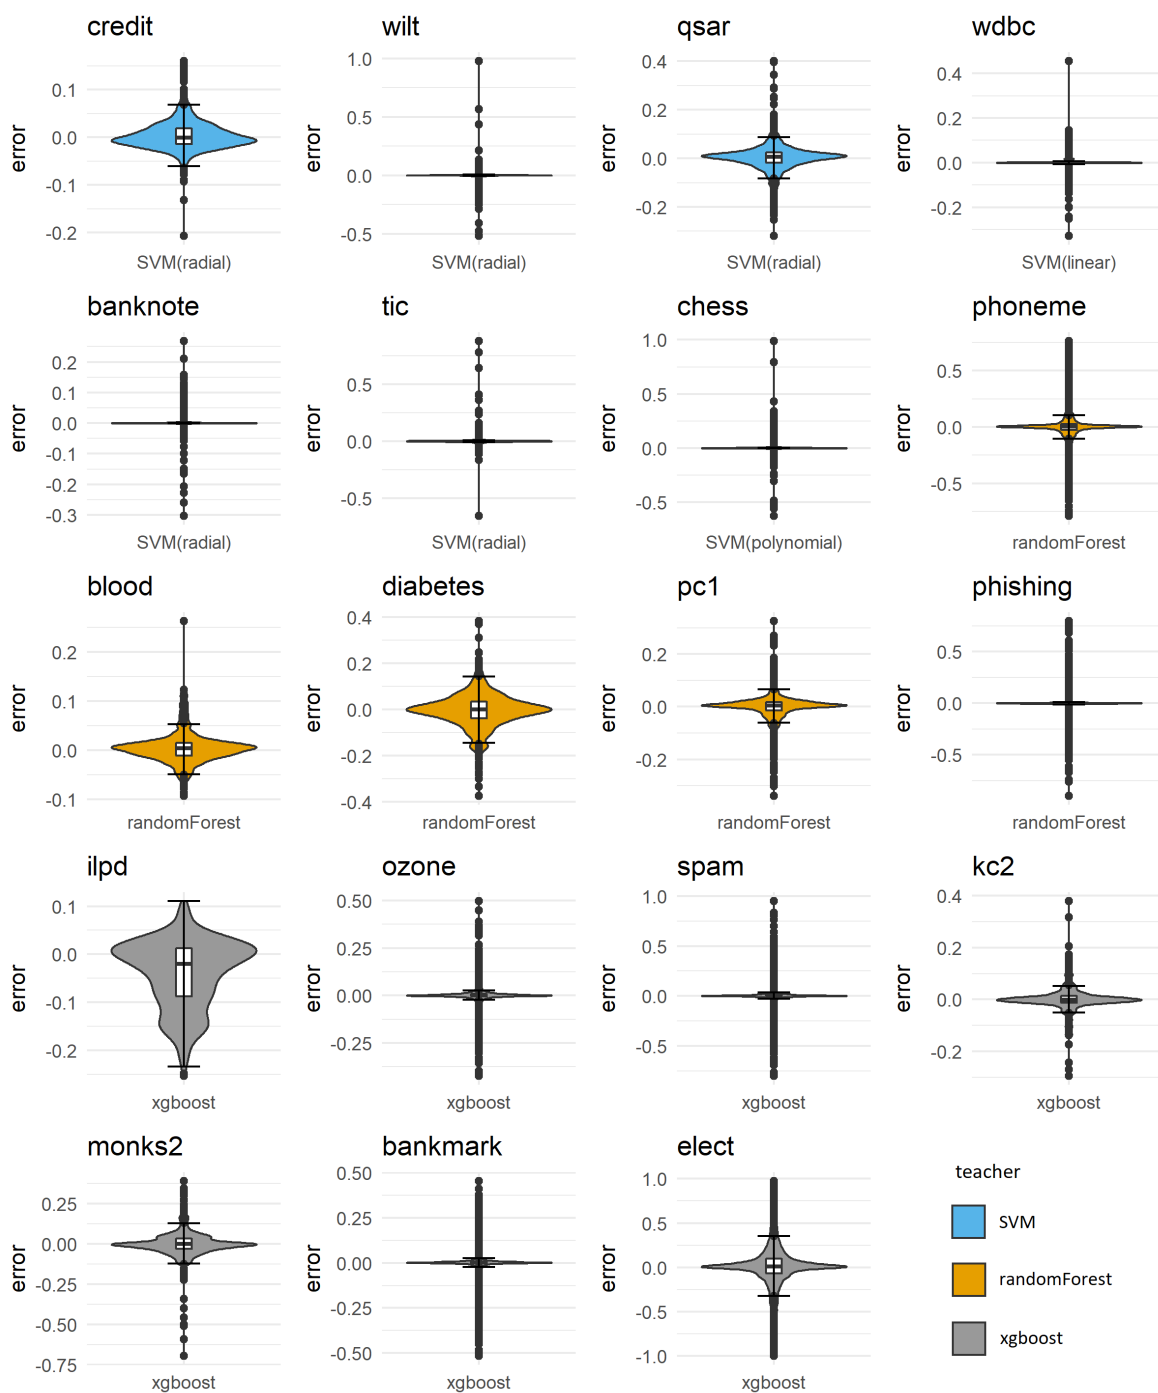 credit
wilt
qsar
wdbc
error
0.1
0.0
-0.1
-0.2
SVM(radial)
error
1.0
0.5
0.0
-0.5
SVM(radial)
error
0.4
0.2
0.0
-0.2
SVM(radial)
error
0.4
0.2
0.0
-0.2
SVM(linear)
banknote
tic
chess
phoneme
error
0.2
0.1
0.0
-0.1
-0.2
-0.3
SVM(radial)
error
0.5
0.0
-0.5
SVM(radial)
error
1.0
0.5
0.0
-0.5
SVM(polynomial)
error
0.5
0.0
-0.5
randomForest
blood
diabetes
pc1
phishing
error
0.2
0.1
0.0
-0.1
randomForest
error
0.4
0.2
0.0
-0.2
-0.4
randomForest
error
0.2
0.0
-0.2
randomForest
error
0.5
0.0
-0.5
randomForest
ilpd
ozone
spam
kc2
error
0.1
0.0
-0.1
-0.2
xgboost
error
0.50
0.25
0.00
-0.25
xgboost
error
1.0
0.5
0.0
-0.5
xgboost
error
0.4
0.2
0.0
-0.2
xgboost
monks2
bankmark
elect
error
0.25
0.00
-0.25
-0.50
-0.75
xgboost
error
0.50
0.25
0.00
-0.25
-0.50
xgboost
error
1.0
0.5
0.0
-0.5
-1.0
xgboost
teacher
SVM
randomForest
xgboost